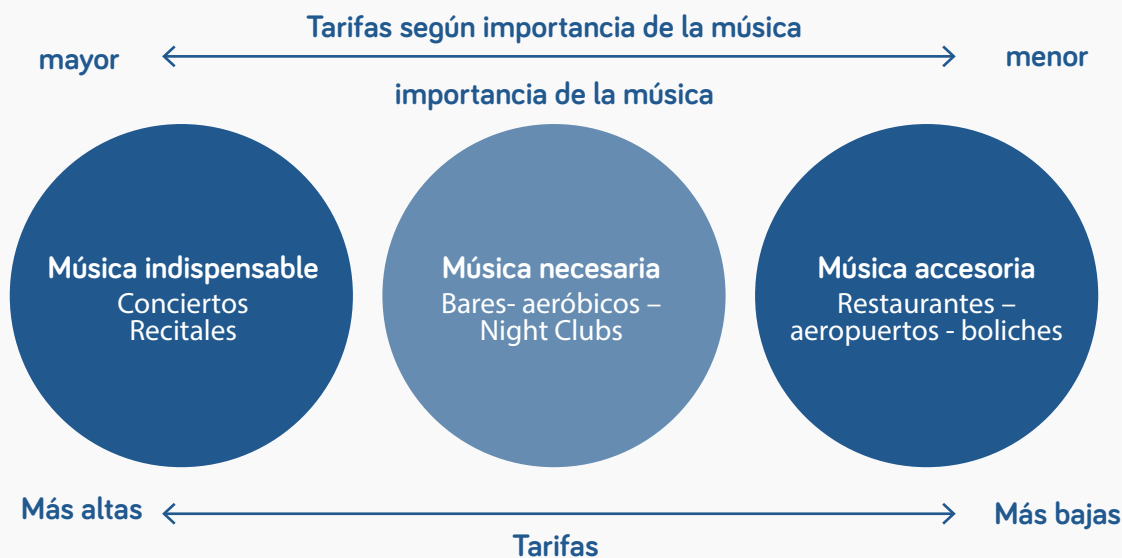 Tarifas según importancia de la música
mayor
menor
importancia de la música
Música indispensable
Conciertos
Recitales
Música necesaria
Bares- aeróbicos –
Night Clubs
Música accesoria
Restaurantes –
aeropuertos - boliches
Más altas
Más bajas
Tarifas